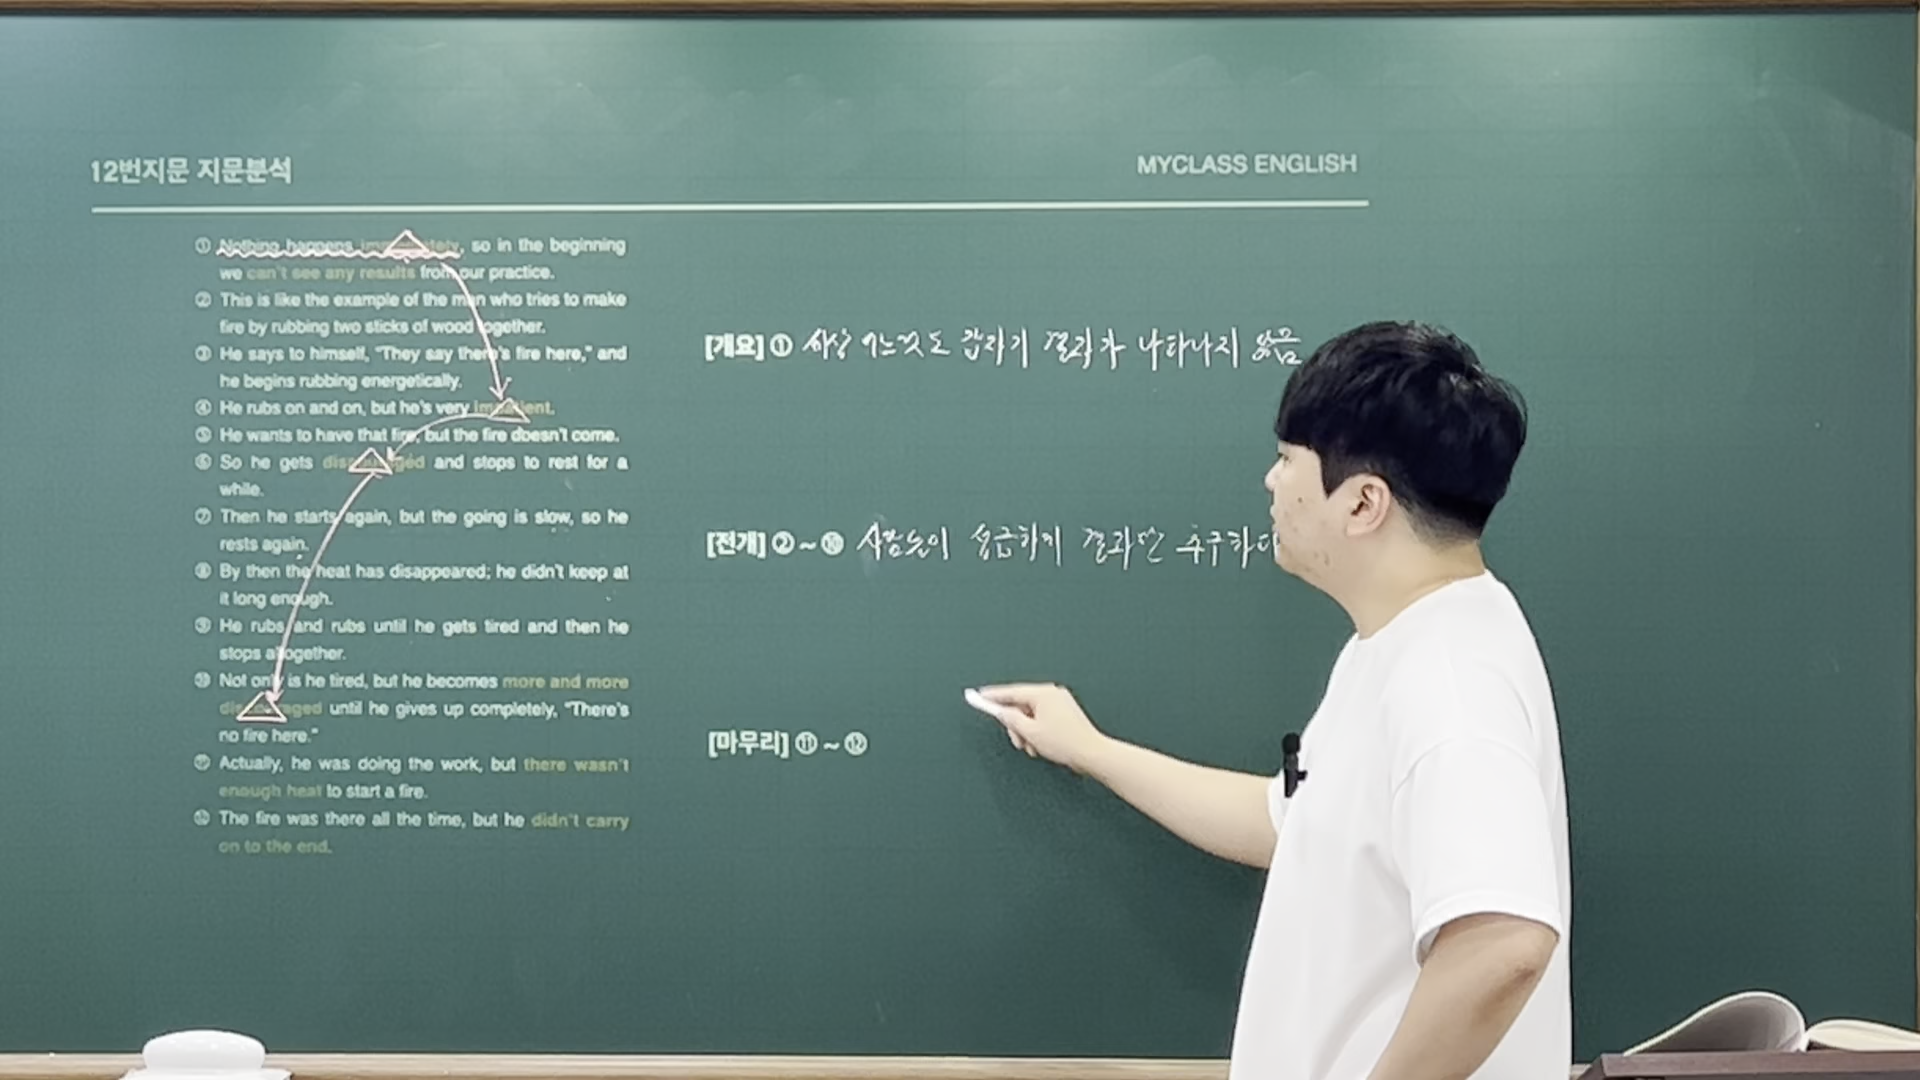 12번지문 지문분석
MYCLASS ENGLISH
① Nothing happens immediately, so in the beginning
we can't see any results from our practice.
② This is like the example of the man who tries to make
fire by rubbing two sticks of wood together.
③ He says to himself, "They say there's fire here," and
he begins rubbing energetically.
④ He rubs on and on, but he's very impatient.
⑤ He wants to have that fire, but the fire doesn't come.
⑥ So he gets discouraged and stops to rest for a
while.
⑦ Then he starts again, but the going is slow, so he
rests again.
⑧ By then the heat has disappeared; he didn't keep at
it long enough.
⑨ He rubs and rubs until he gets tired and then he
stops altogether.
⑩ Not only is he tired, but he becomes more and more
discouraged until he gives up completely, "There's
no fire here."
⑪ Actually, he was doing the work, but there wasn't
enough heat to start a fire.
⑫ The fire was there all the time, but he didn't carry
on to the end.
[개요] ① 세상 어느것도 갑자기 결과가 나타나지 않음
[전개] ② ~ ⑩ 사람들이 성급하게 결과만 추구하다
[마무리] ⑪ ~ ⑫